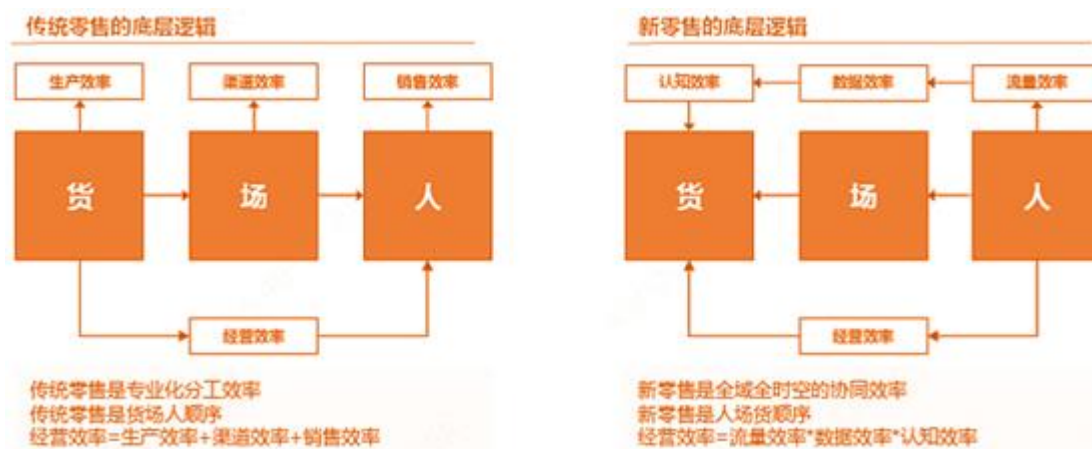 传统零售的底层逻辑
生产效率
渠道效率
销售效率
货
场
人
经营效率
传统零售是专业化分工效率
传统零售是货场人顺序
经营效率=生产效率+渠道效率+销售效率
新零售的底层逻辑
认知效率
数据效率
流量效率
货
场
人
经营效率
新零售是全域全时空的协同效率
新零售是人场货顺序
经营效率=流量效率*数据效率*认知效率